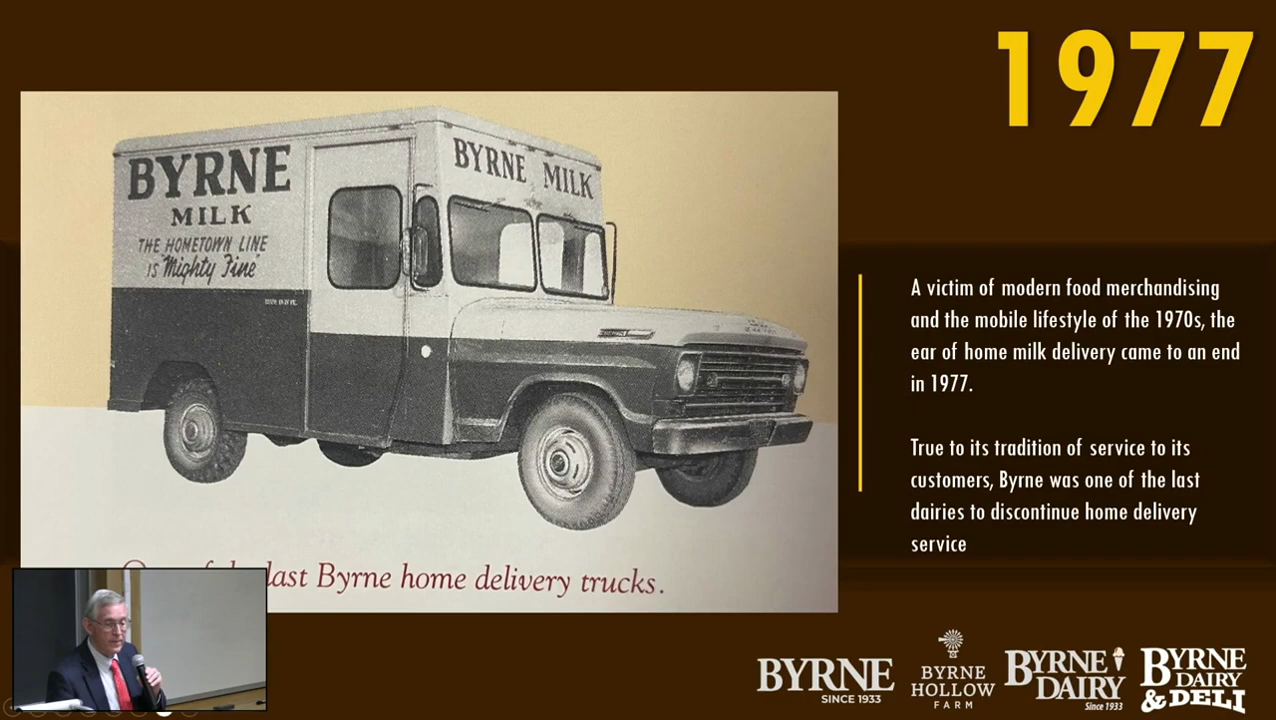 1977
BYRNE
MILK
THE HOMETOWN LINE
IS "Mighty Fine"
BYRNE MILK
last Byrne home delivery trucks.
A victim of modern food merchandising
and the mobile lifestyle of the 1970s, the
ear of home milk delivery came to an end
in 1977.
True to its tradition of service to its
customers, Byrne was one of the last
dairies to discontinue home delivery
service
BYRNE
SINCE 1933
BYRNE
HOLLOW
FARM
BYRNE
DAIRY
Since 1933
BYRNE
DAIRY
& DELI